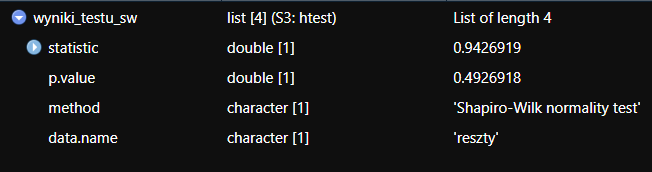 wyniki_testu_sw list [4] (S3: htest) List of length 4
statistic double [1] 0.9426919
p.value double [1] 0.4926918
method character [1] 'Shapiro-Wilk normality test'
data.name character [1] 'reszty'